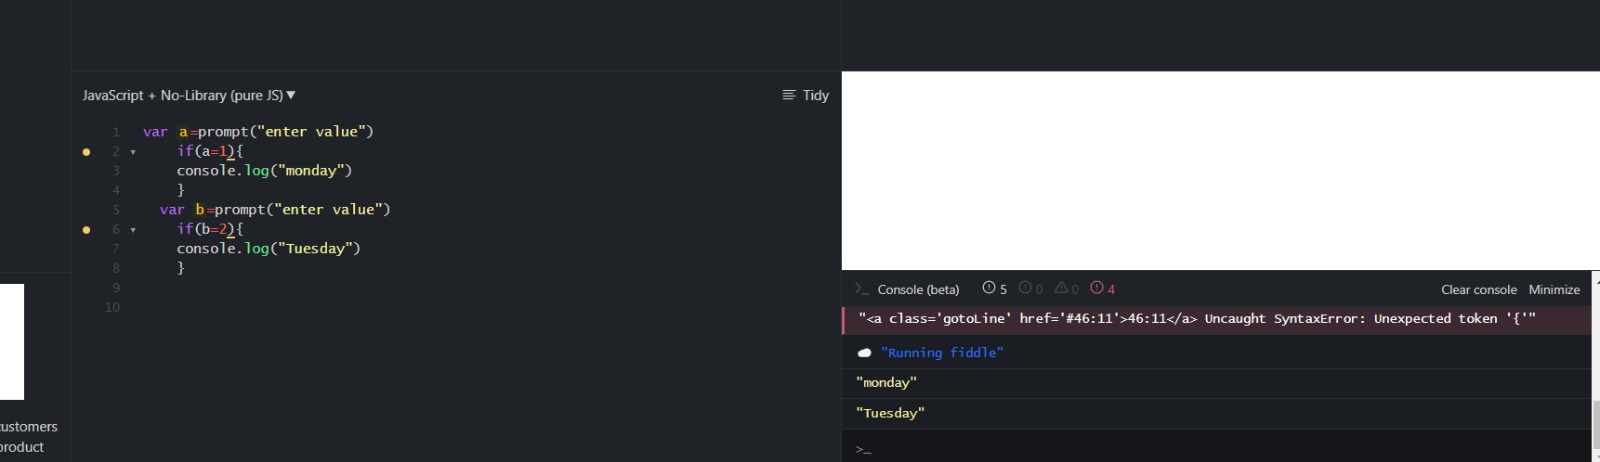 JavaScript + No-Library (pure JS) ▼
Tidy
1 var a=prompt("enter value")
2 if(a=1){
3 console.log("monday")
4 }
5 var b=prompt("enter value")
6 if(b=2){
7 console.log("Tuesday")
8 }
9
10
customers
product
>_ Console (beta) 5 0 0 4 Clear console Minimize
"<a class='gotoLine' href='#46:11'>46:11</a> Uncaught SyntaxError: Unexpected token '{'"
"Running fiddle"
"monday"
"Tuesday"
>_